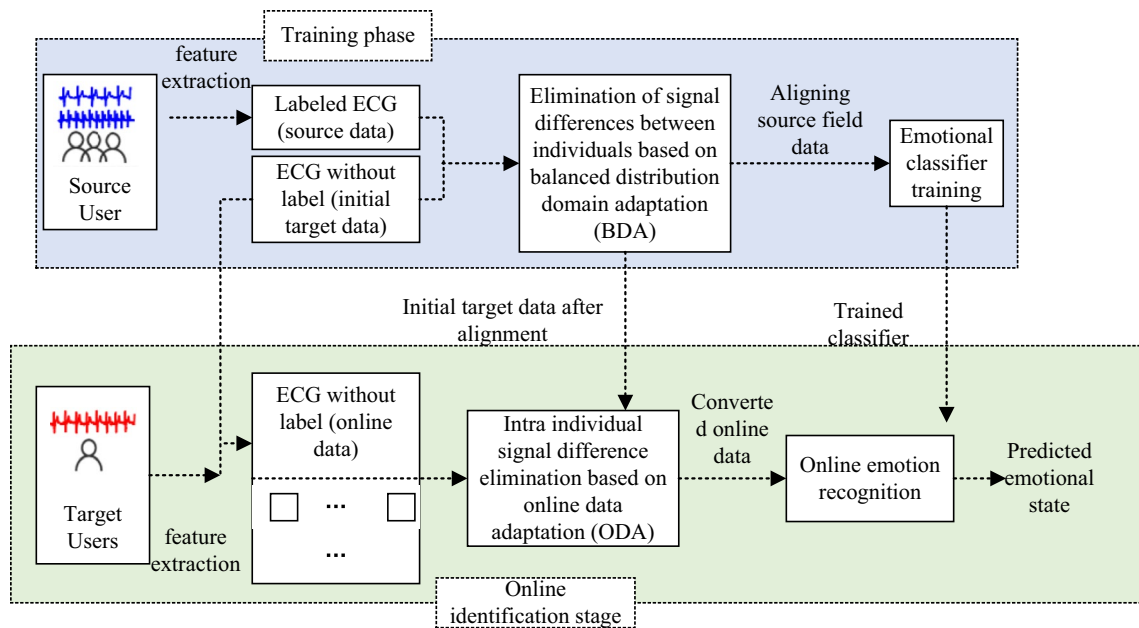 Training phase
feature
extraction
Source
User
Labeled ECG
(source data)
ECG without
label (initial
target data)
Elimination of signal
differences between
individuals based on
balanced distribution
domain adaptation
(BDA)
Aligning
source field
data
Emotional
classifier
training
Initial target data after
alignment
Trained
classifier
Target
Users
feature
extraction
ECG without
label (online
data)
...
...
Intra individual
signal difference
elimination based on
online data
adaptation (ODA)
Converte
d online
data
Online emotion
recognition
Predicted
emotional
state
Online
identification stage